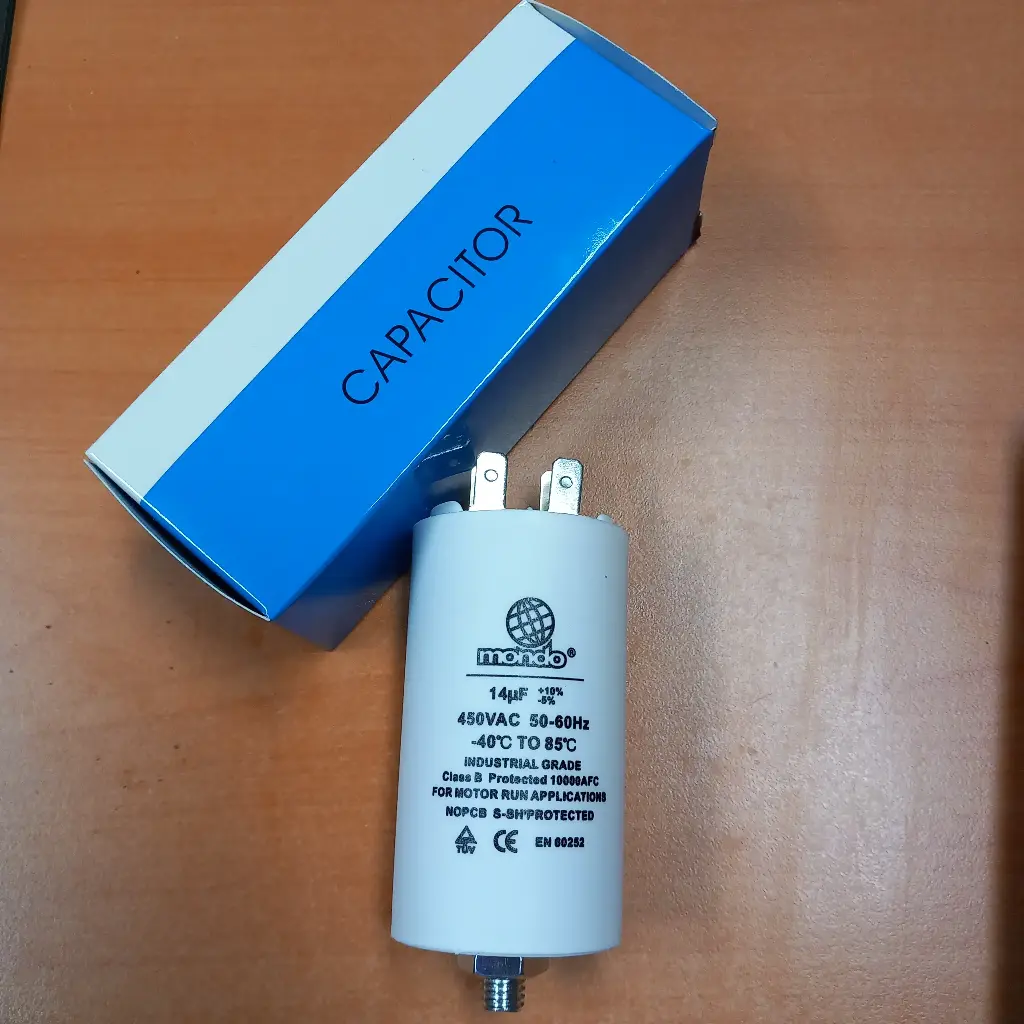 CAPACITOR
mondo®
14µF +10% -5%
450VAC 50-60Hz
-40℃ TO 85℃
INDUSTRIAL GRADE
Class B Protected 10000AFC
FOR MOTOR RUN APPLICATIONS
NOPCB S-SH*PROTECTED
TÜV CE EN 60252